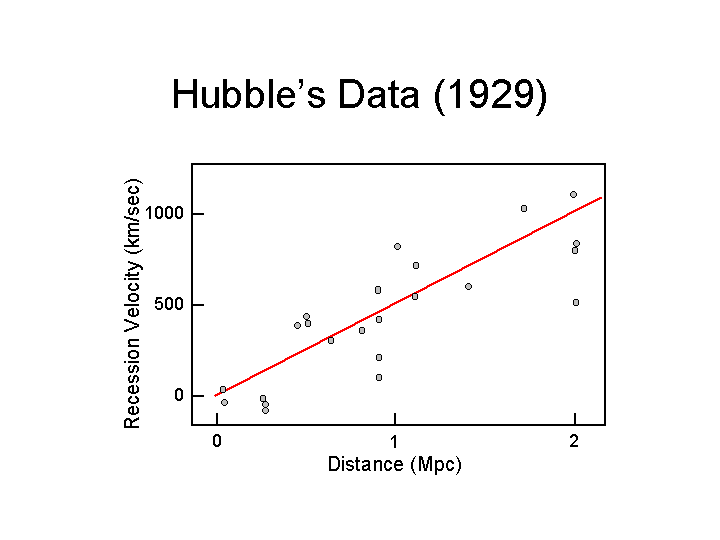 Hubble’s Data (1929)
Recession Velocity (km/sec)
1000
500
0
0
1
2
Distance (Mpc)